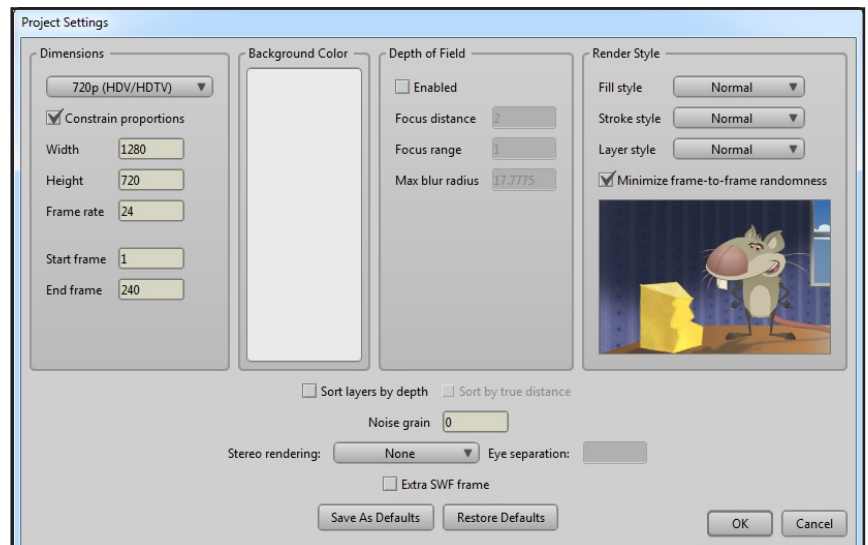 Project Settings
Dimensions
720p (HDV/HDTV)
Constrain proportions
Width 1280
Height 720
Frame rate 24
Start frame 1
End frame 240
Background Color
Depth of Field
Enabled
Focus distance 2
Focus range 1
Max blur radius 17.7775
Render Style
Fill style Normal
Stroke style Normal
Layer style Normal
Minimize frame-to-frame randomness
Sort layers by depth Sort by true distance
Noise grain 0
Stereo rendering: None Eye separation:
Extra SWF frame
Save As Defaults Restore Defaults
OK Cancel